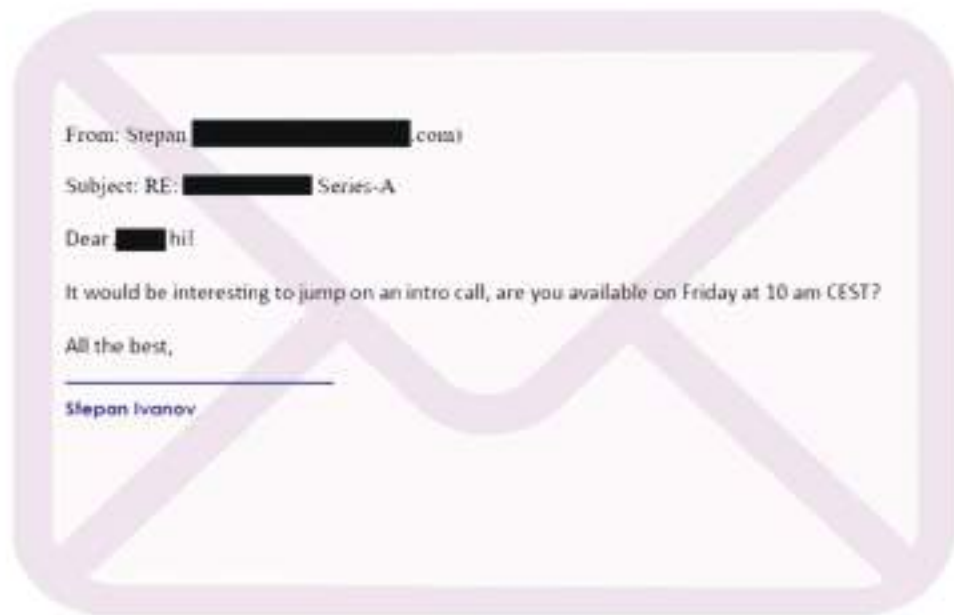 From: Stepan .com)
Subject: RE: Series-A
Dear hi!
It would be interesting to jump on an intro call, are you available on Friday at 10 am CEST?
All the best,
Stepan Ivanov